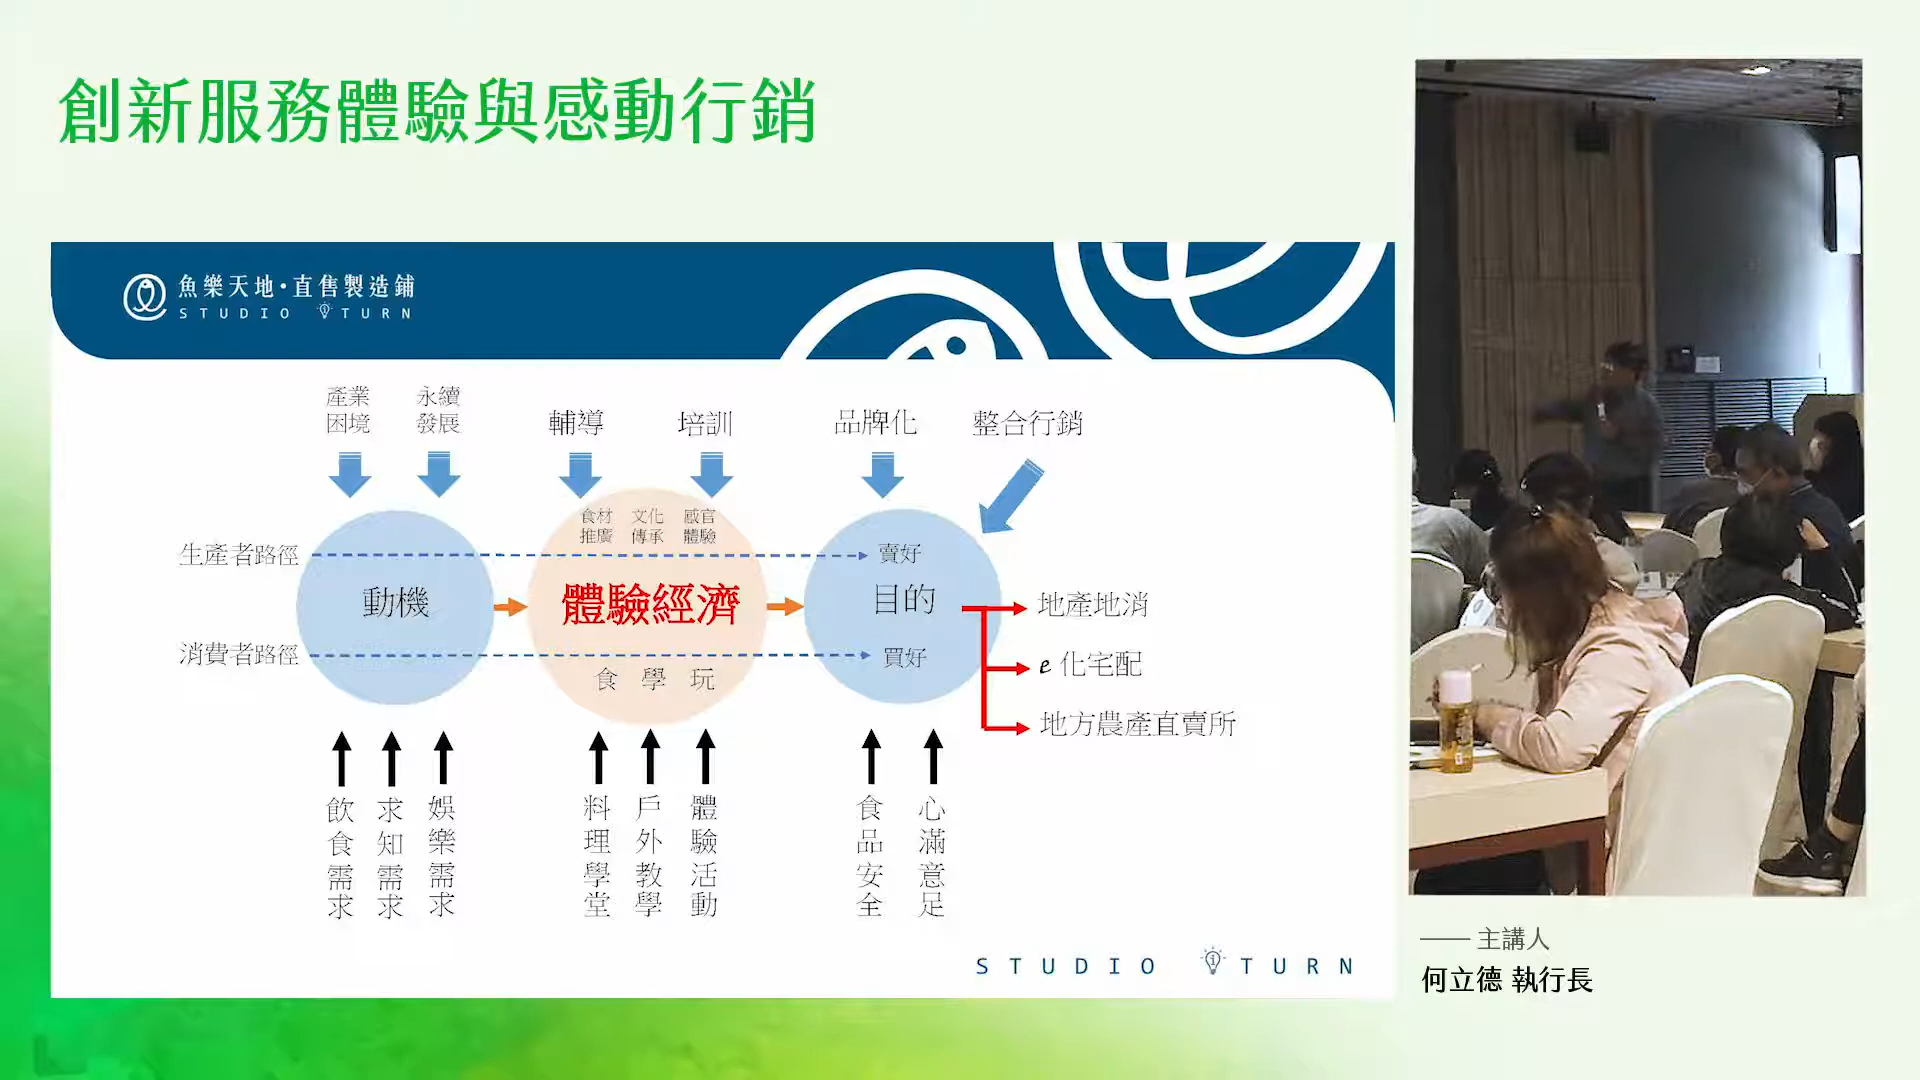 創新服務體驗與感動行銷
魚樂天地·直售製造鋪
STUDIO iTURN
產業
困境
永續
發展
輔導
培訓
品牌化
整合行銷
食材
推廣
文化
傳承
感官
體驗
生產者路徑
賣好
動機
體驗經濟
目的
地產地消
消費者路徑
買好
e 化宅配
食 學 玩
地方農產直賣所
飲食需求
求知需求
娛樂需求
料理學堂
戶外教學
體驗活動
食品安全
心滿意足
STUDIO iTURN
主講人
何立德 執行長